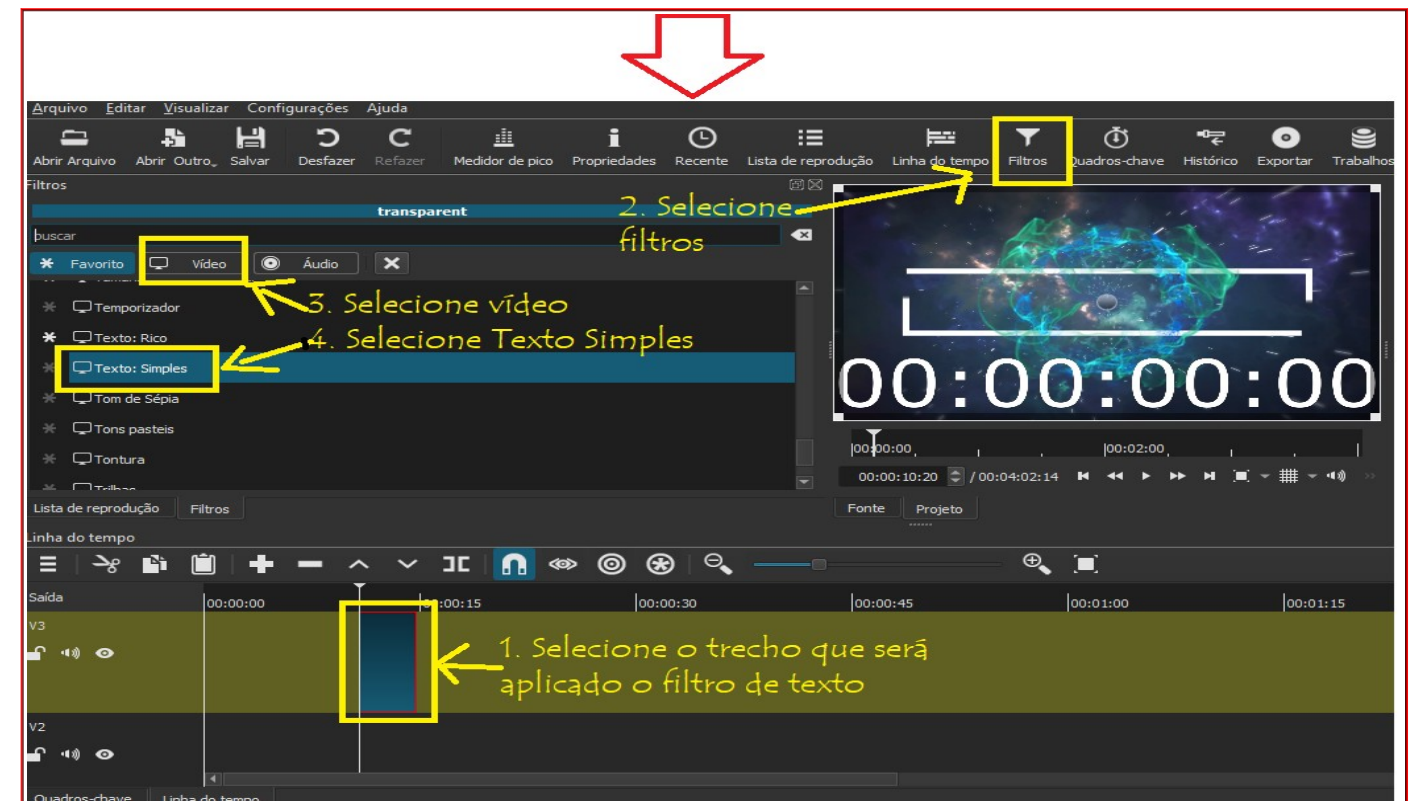 Arquivo Editar Visualizar Configurações Ajuda
Abrir Arquivo Abrir Outro Salvar Desfazer Refazer Medidor de pico Propriedades Recente Lista de reprodução Linha do tempo Filtros Quadros-chave Histórico Exportar Trabalhos
Filtros
transparent
2. Selecione
filtros
buscar
Favorito Vídeo Áudio
Temporizador
3. Selecione vídeo
Texto: Rico
4. Selecione Texto Simples
Texto: Simples
Tom de Sépia
Tons pasteis
Tontura
Trilhas
00:00:00:00
00:00:00 00:02:00
00:00:10:20 / 00:04:02:14
Lista de reprodução Filtros
Fonte Projeto
Linha do tempo
Saída 00:00:00 00:00:15 00:00:30 00:00:45 00:01:00 00:01:15
V3
1. Selecione o trecho que será
aplicado o filtro de texto
V2
Quadros-chave Linha do tempo